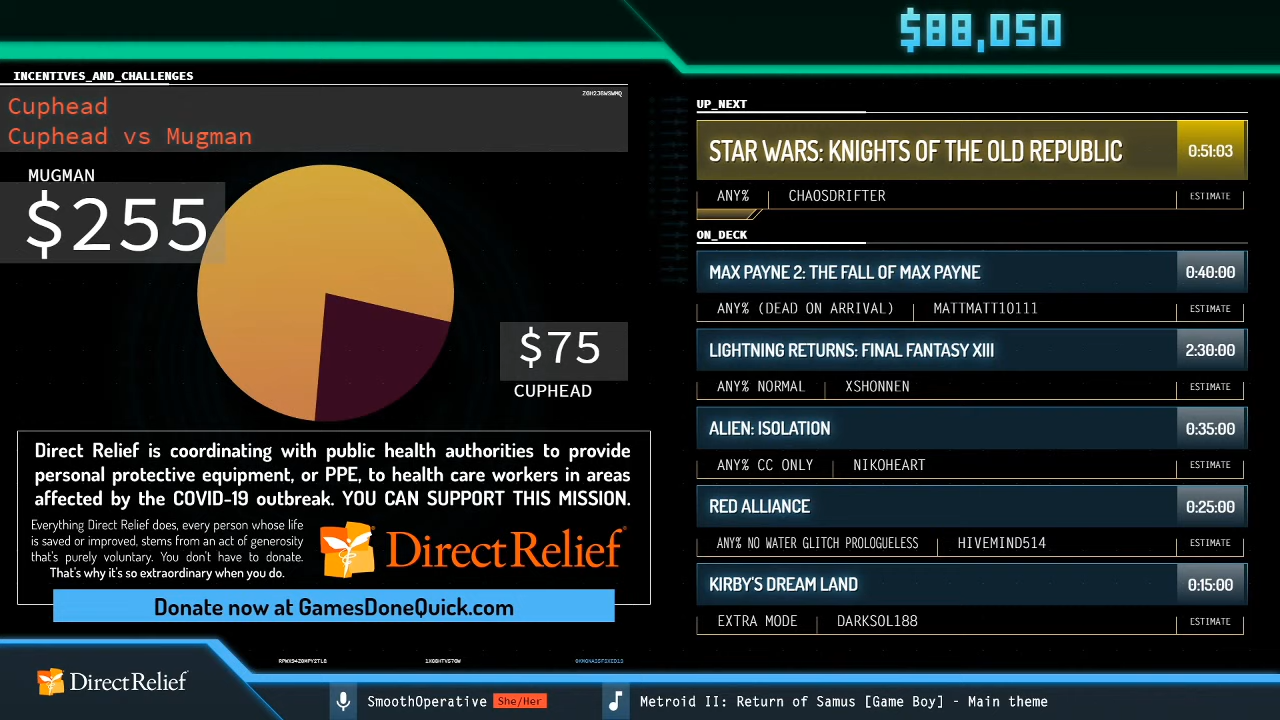 $88,050
INCENTIVES_AND_CHALLENGES
Cuphead
Cuphead vs Mugman
MUGMAN
$255
$75
CUPHEAD
Direct Relief is coordinating with public health authorities to provide
personal protective equipment, or PPE, to health care workers in areas
affected by the COVID-19 outbreak. YOU CAN SUPPORT THIS MISSION.
Everything Direct Relief does, every person whose life
is saved or improved, stems from an act of generosity
that's purely voluntary. You don't have to donate.
That's why it's so extraordinary when you do.
DirectRelief
Donate now at GamesDoneQuick.com
UP_NEXT
STAR WARS: KNIGHTS OF THE OLD REPUBLIC 0:51:03
ANY% CHAOSDRIFTER ESTIMATE
ON_DECK
MAX PAYNE 2: THE FALL OF MAX PAYNE 0:40:00
ANY% (DEAD ON ARRIVAL) MATTMATT10111 ESTIMATE
LIGHTNING RETURNS: FINAL FANTASY XIII 2:30:00
ANY% NORMAL XSHONNEN ESTIMATE
ALIEN: ISOLATION 0:35:00
ANY% CC ONLY NIKOHEART ESTIMATE
RED ALLIANCE 0:25:00
ANY% NO WATER GLITCH PROLOGUELESS HIVEMIND514 ESTIMATE
KIRBY'S DREAM LAND 0:15:00
EXTRA MODE DARKSOL188 ESTIMATE
DirectRelief
SmoothOperative She/Her
Metroid II: Return of Samus [Game Boy] - Main theme